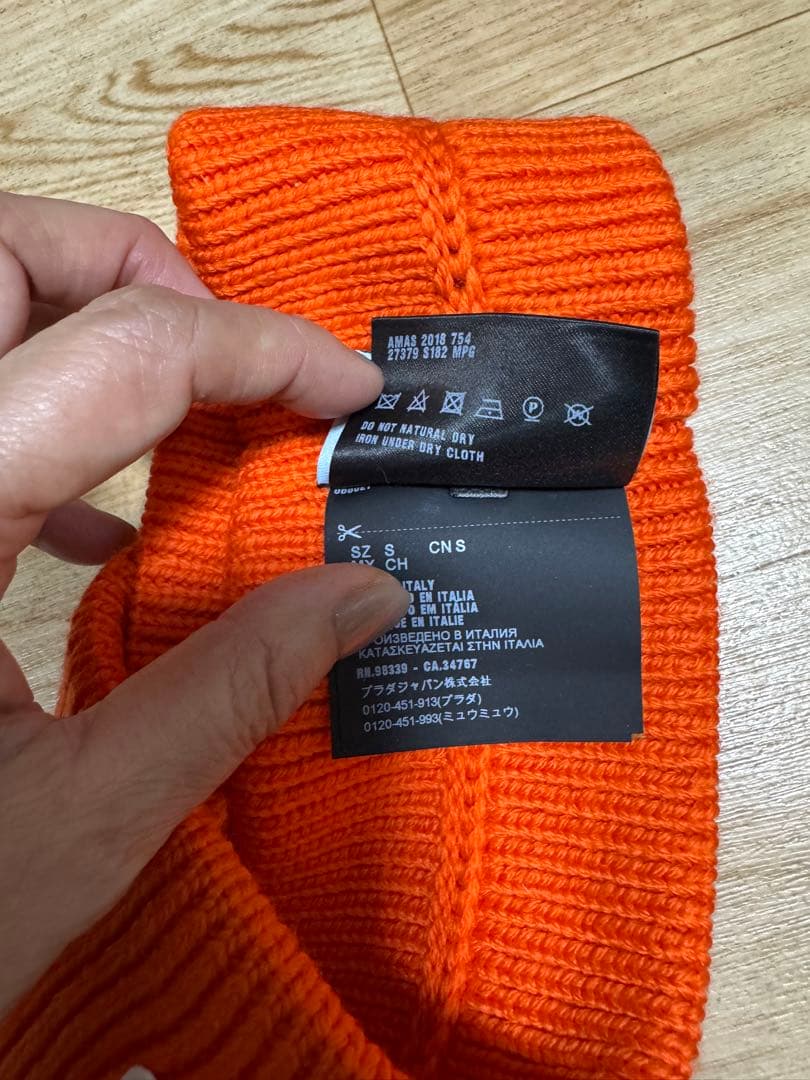 AMAS 2018 754
27379 S182 MPG
P
W
DO NOT NATURAL DRY
IRON UNDER DRY CLOTH
SZ S CN S
CH
ITALY
EN ITALIA
EM ITÁLIA
EN ITALIE
В ИТАЛИЯ
ΚΑΤΑΣΚΕΥΑΖΕΤΑΙ ΣΤΗΝ ΙΤΑΛΙΑ
RN.98339 - CA.34767
プラダジャパン株式会社
0120-451-913(プラダ)
0120-451-993(ミュウミュウ)